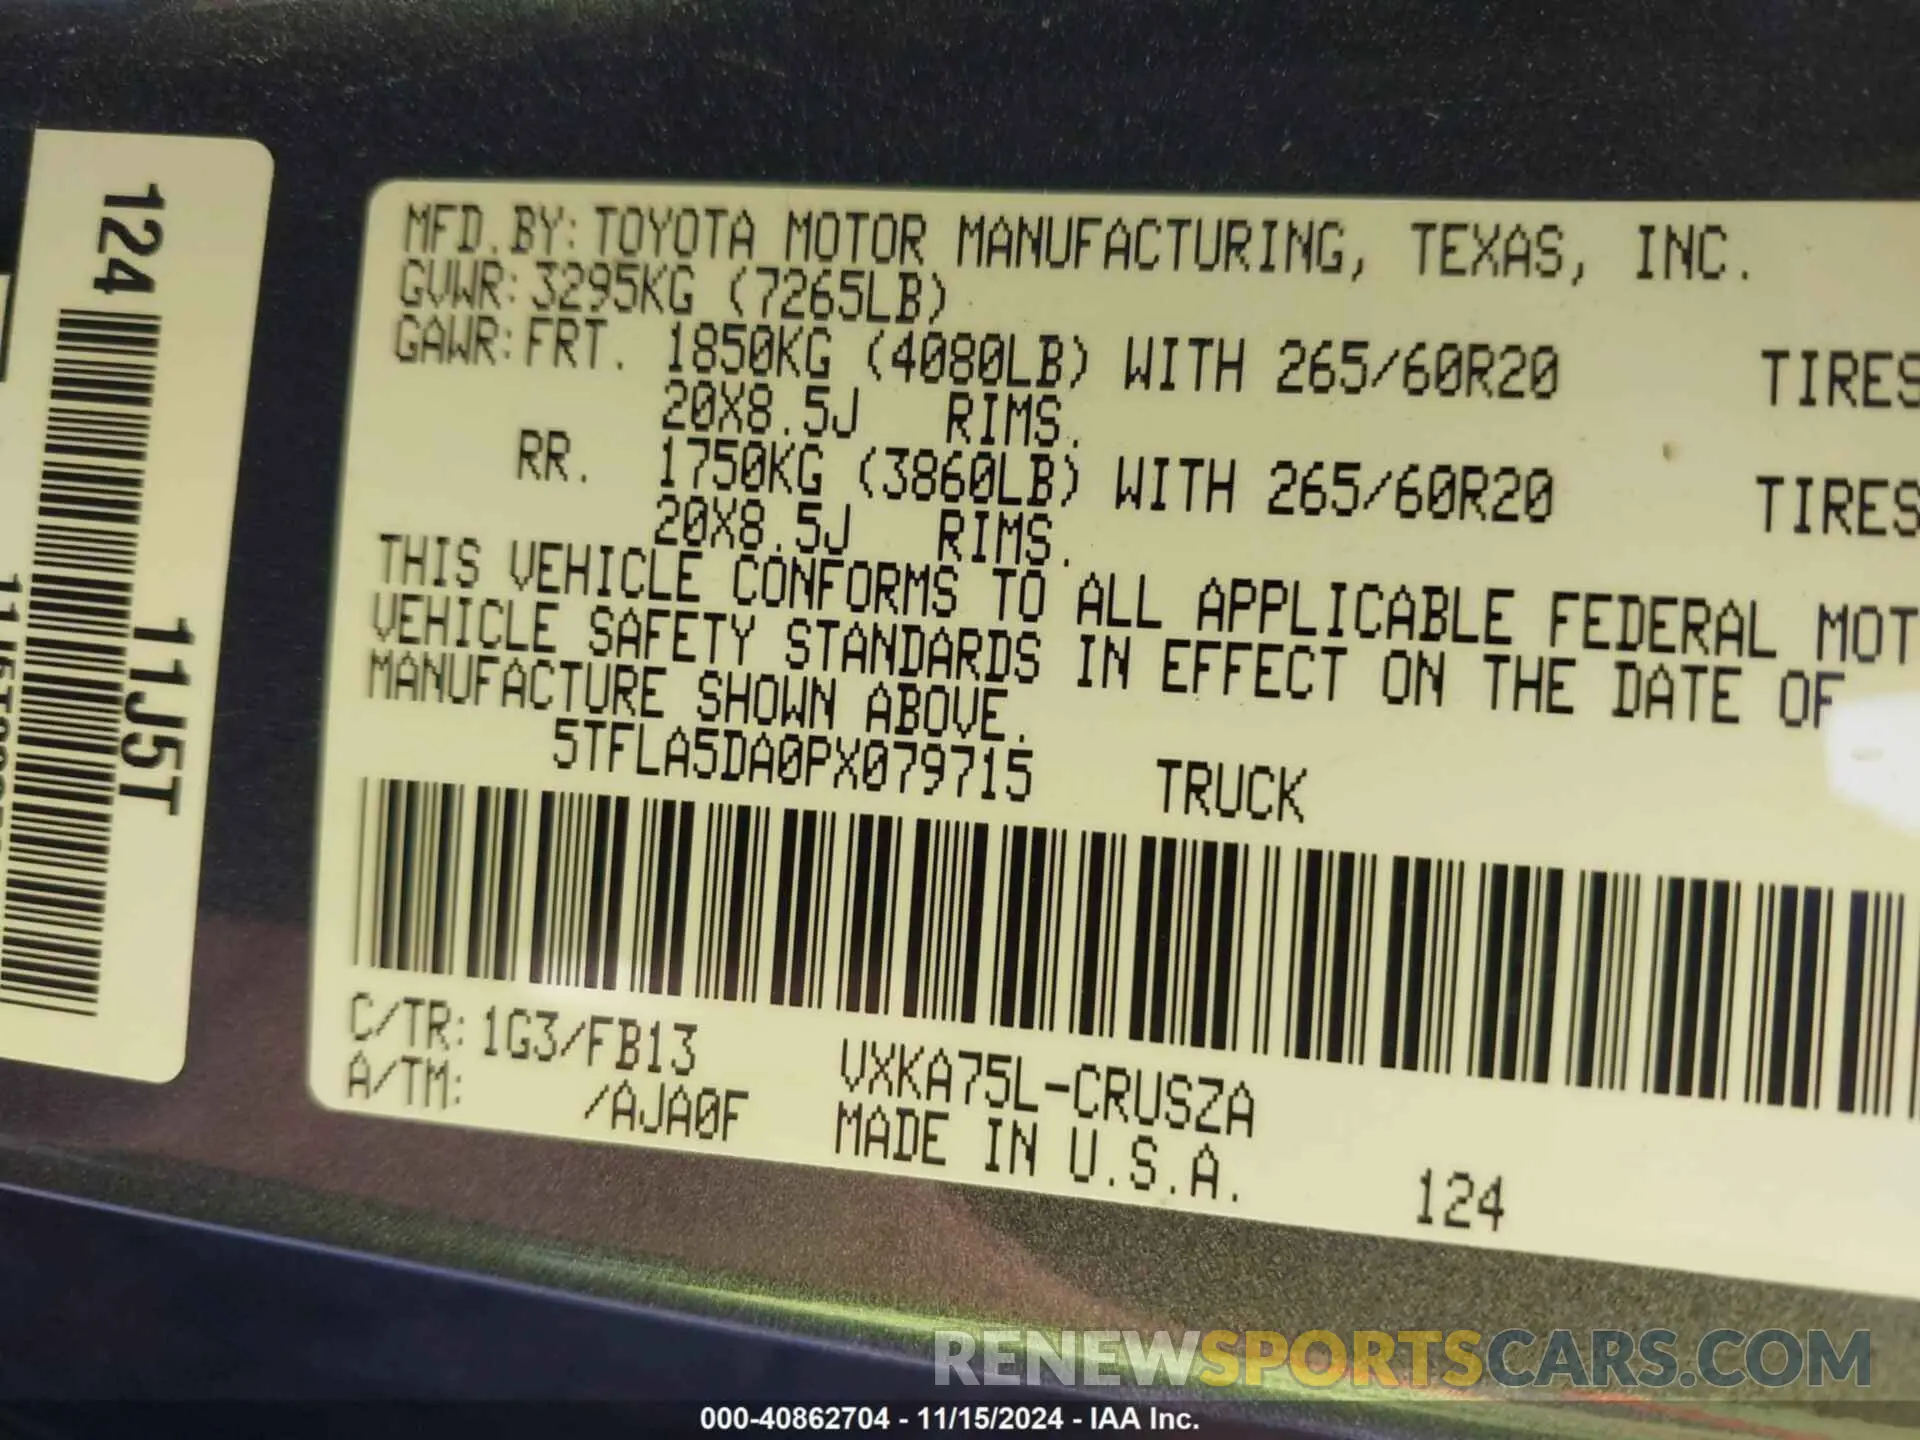 124
11J5T
MFD.BY: TOYOTA MOTOR MANUFACTURING, TEXAS, INC.
GVWR: 3295KG (7265LB)
GAWR: FRT. 1850KG (4080LB) WITH 265/60R20 TIRES
20X8.5J RIMS.
RR. 1750KG (3860LB) WITH 265/60R20 TIRES
20X8.5J RIMS.
THIS VEHICLE CONFORMS TO ALL APPLICABLE FEDERAL MOT
VEHICLE SAFETY STANDARDS IN EFFECT ON THE DATE OF
MANUFACTURE SHOWN ABOVE.
5TFLA5DA0PX079715 TRUCK
C/TR: 1G3/FB13 VXKA75L-CRUSZA
A/TM: /AJA0F MADE IN U.S.A. 124
RENEWSPORTSCARS.COM
000-40862704 - 11/15/2024 - IAA Inc.